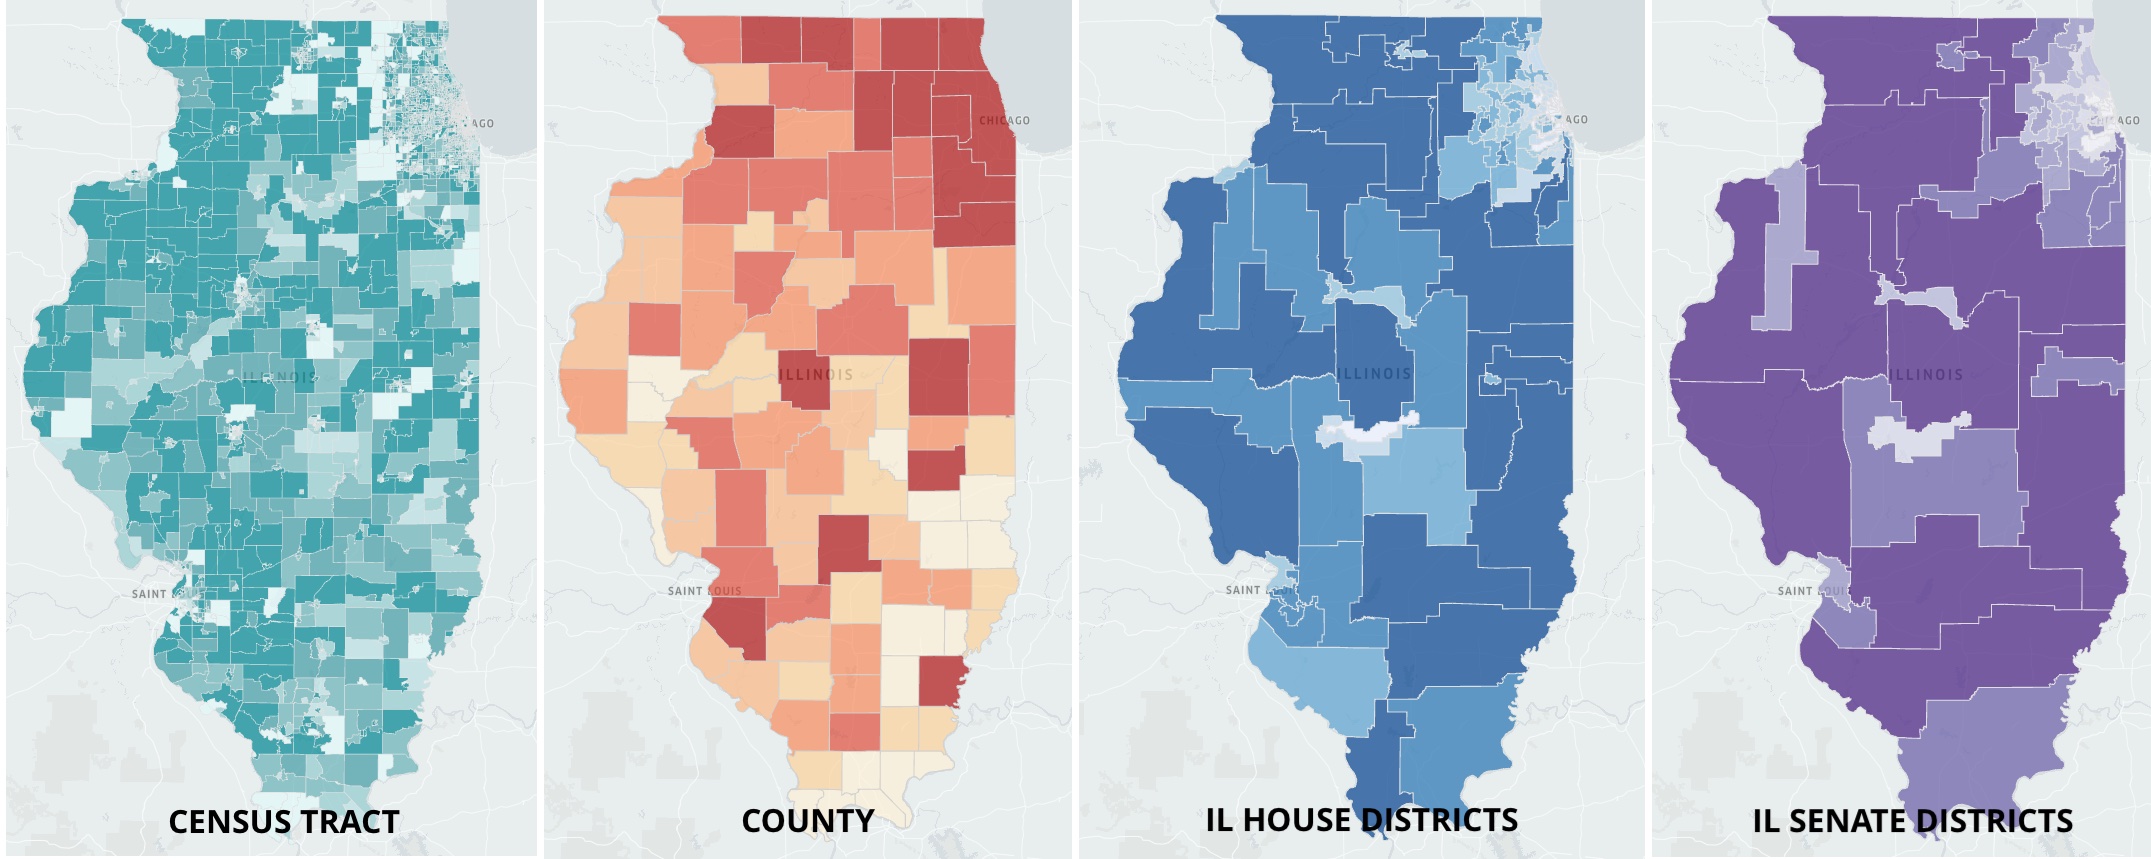 AGO
CHICAGO
AGO
AGO
ILLINOIS
ILLINOIS
ILLINOIS
ILLINOIS
SAINT
SAINT LOUIS
SAINT
SAINT
CENSUS TRACT
COUNTY
IL HOUSE DISTRICTS
IL SENATE DISTRICTS